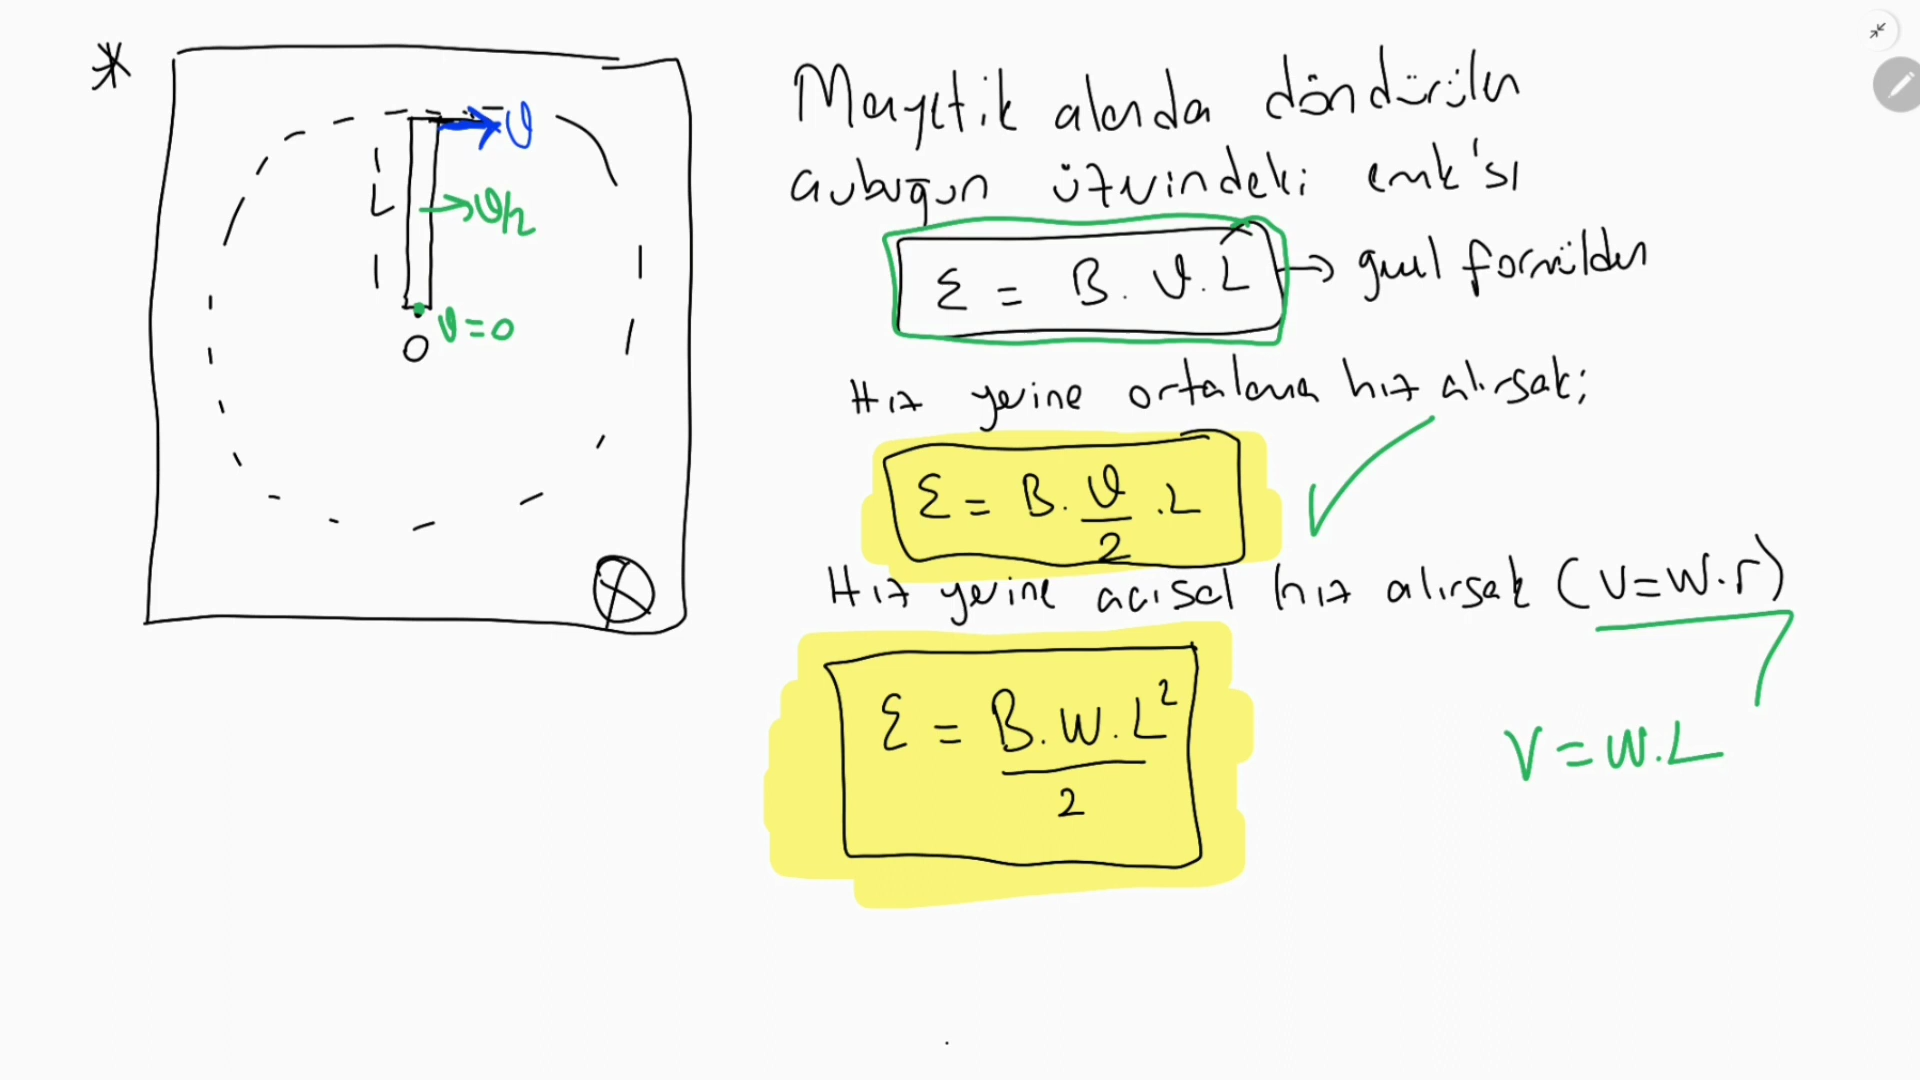 *
ϑ
L
ϑ/2
ϑ=0
O
Manyetik alanda döndürülen
çubuğun üzerindeki emk'sı
Ɛ = B. ϑ. L → genel formülden
Hız yerine ortalama hız alırsak;
Ɛ = B. ϑ/2 .L
Hız yerine açısal hız alırsak (V=W.r)
Ɛ = B. W. L² / 2
V = W.L